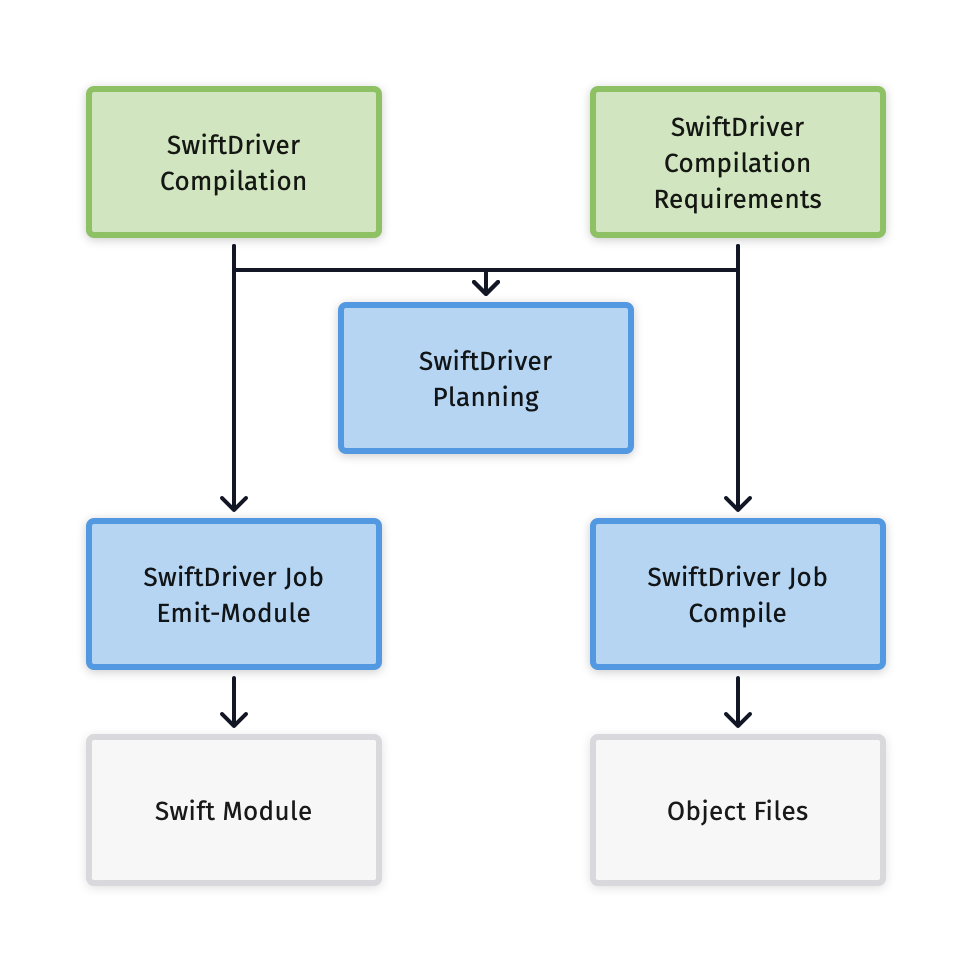 SwiftDriver
Compilation
SwiftDriver
Compilation
Requirements
SwiftDriver
Planning
SwiftDriver Job
Emit-Module
SwiftDriver Job
Compile
Swift Module
Object Files